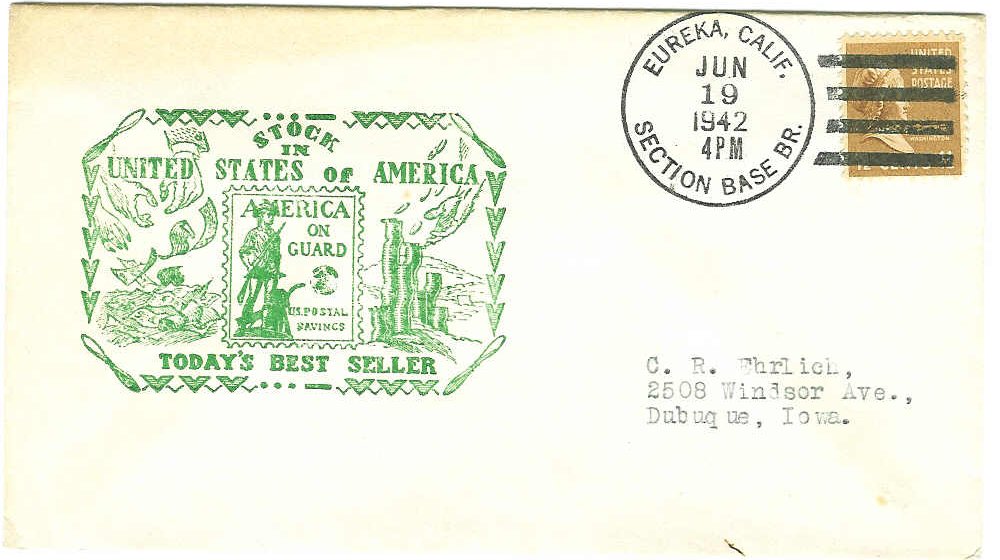 STOCK
IN
UNITED STATES OF AMERICA
AMERICA
ON
GUARD
U.S. POSTAL
SAVINGS
TODAY'S BEST SELLER
EUREKA, CALIF.
JUN
19
1942
4PM
SECTION BASE BR.
UNITED
STATES
POSTAGE
C. R. Ehrlich,
2508 Windsor Ave.,
Dubuque, Iowa.